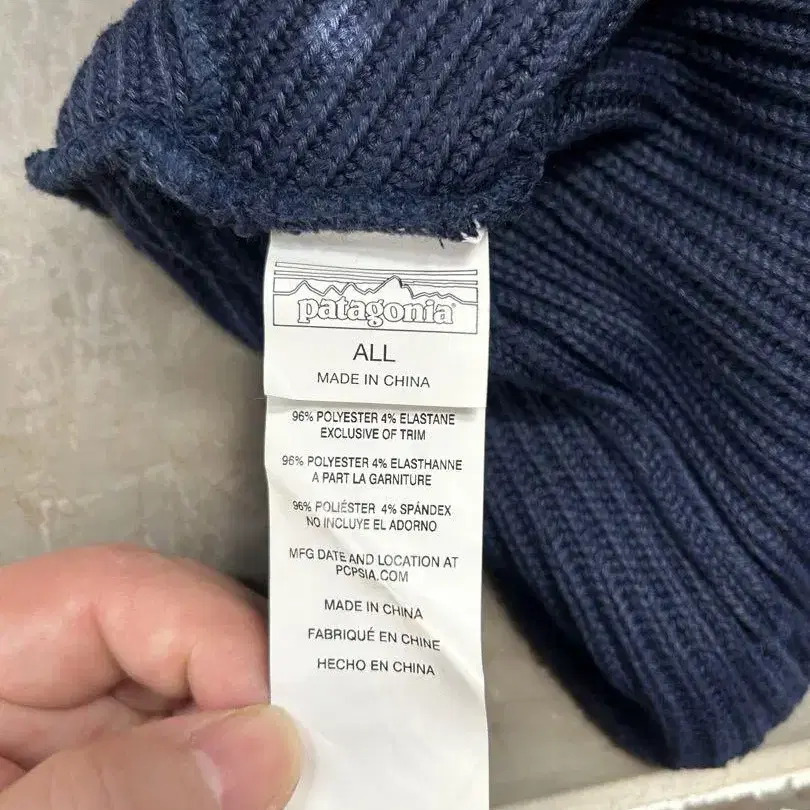 patagonia®
ALL
MADE IN CHINA
96% POLYESTER 4% ELASTANE
EXCLUSIVE OF TRIM
96% POLYESTER 4% ELASTHANNE
A PART LA GARNITURE
96% POLIÉSTER 4% SPÁNDEX
NO INCLUYE EL ADORNO
MFG DATE AND LOCATION AT
PCPSIA.COM
MADE IN CHINA
FABRIQUÉ EN CHINE
HECHO EN CHINA